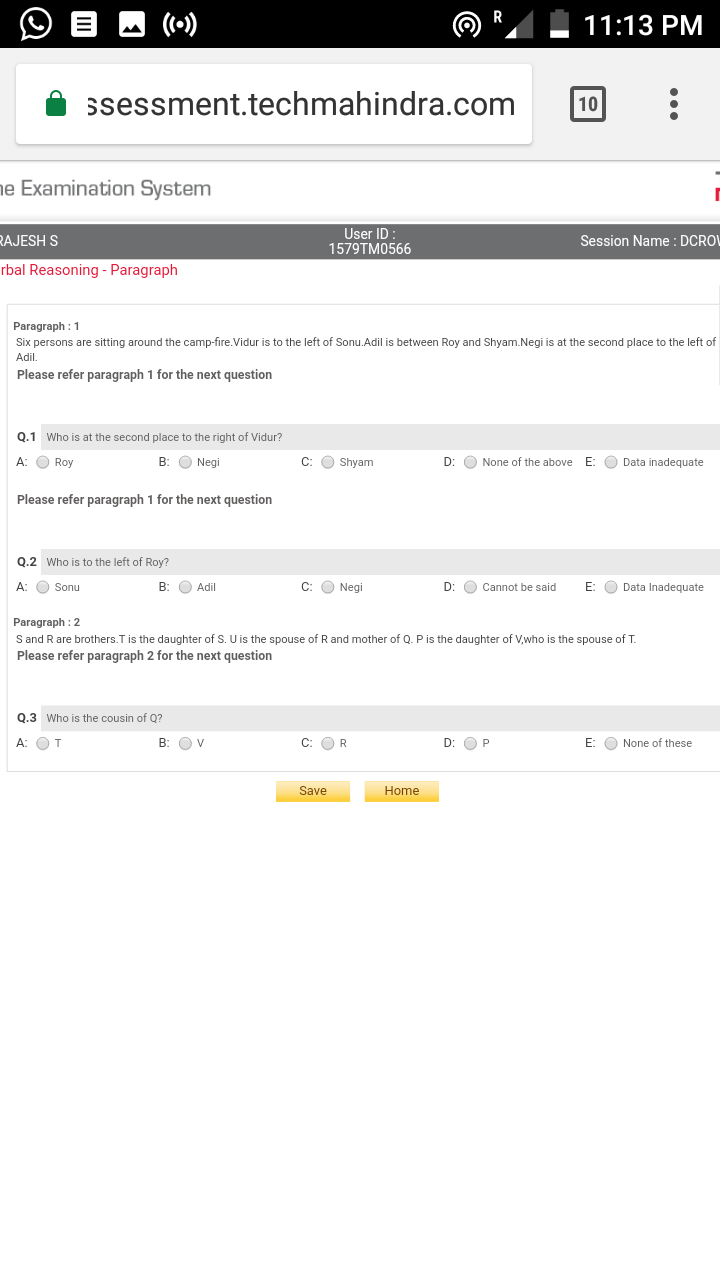 R 11:13 PM
ssessment.techmahindra.com 10
ne Examination System
RAJESH S User ID : 1579TM0566 Session Name : DCROW
rbal Reasoning - Paragraph
Paragraph : 1
Six persons are sitting around the camp-fire.Vidur is to the left of Sonu.Adil is between Roy and Shyam.Negi is at the second place to the left of
Adil.
Please refer paragraph 1 for the next question
Q.1 Who is at the second place to the right of Vidur?
A: Roy B: Negi C: Shyam D: None of the above E: Data inadequate
Please refer paragraph 1 for the next question
Q.2 Who is to the left of Roy?
A: Sonu B: Adil C: Negi D: Cannot be said E: Data Inadequate
Paragraph : 2
S and R are brothers.T is the daughter of S. U is the spouse of R and mother of Q. P is the daughter of V,who is the spouse of T.
Please refer paragraph 2 for the next question
Q.3 Who is the cousin of Q?
A: T B: V C: R D: P E: None of these
Save Home